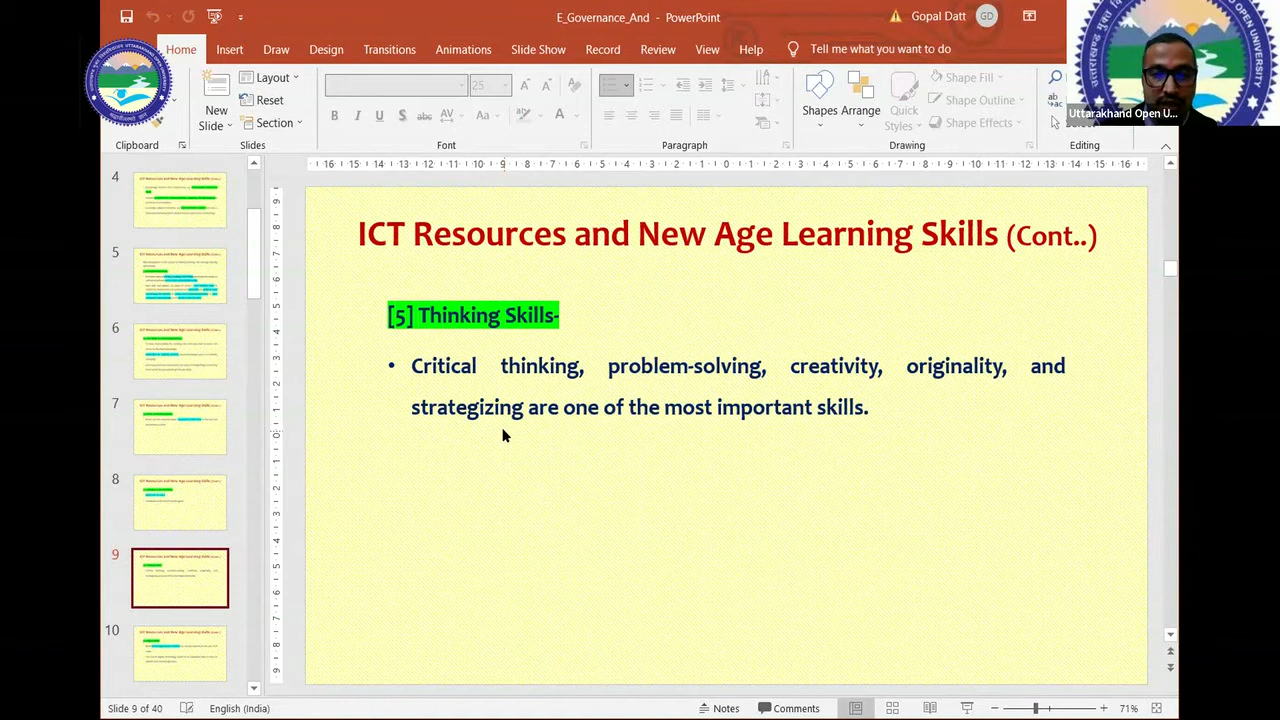 E_Governance_And - PowerPoint
Gopal Datt
GD
Home Insert Draw Design Transitions Animations Slide Show Record Review View Help Tell me what you want to do
New Slide
Layout
Reset
Section
25
Shapes
Arrange
Quick Styles
Shape Fill
Shape Outline
Shape Effects
Clipboard Slides Font Paragraph Drawing Editing
Uttarakhand Open U...
4
5
6
7
8
9
10
ICT Resources and New Age Learning Skills (Cont..)
[5] Thinking Skills-
• Critical thinking, problem-solving, creativity, originality, and
strategizing are one of the most important skills.
Slide 9 of 40 English (India) Notes Comments 71%